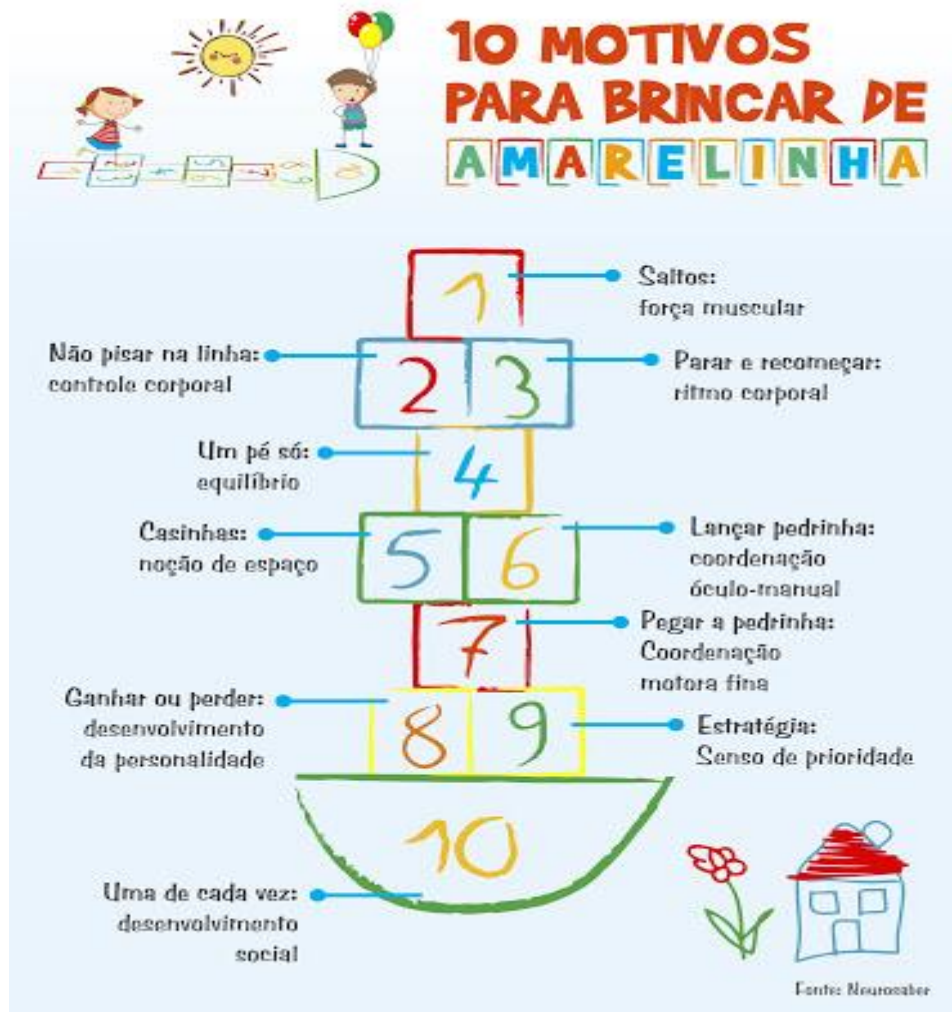 10 MOTIVOS
PARA BRINCAR DE
AMARELINHA
1
Saltos:
força muscular
Não pisar na linha:
controle corporal
2
3
Parar e recomeçar:
ritmo corporal
Um pé só:
equilíbrio
4
Casinhas:
noção de espaço
5
6
Lançar pedrinha:
coordenação
óculo-manual
7
Pegar a pedrinha:
Coordenação
motora fina
Ganhar ou perder:
desenvolvimento
da personalidade
8
9
Estratégia:
Senso de prioridade
10
Uma de cada vez:
desenvolvimento
social
Fonte: Neurosaber